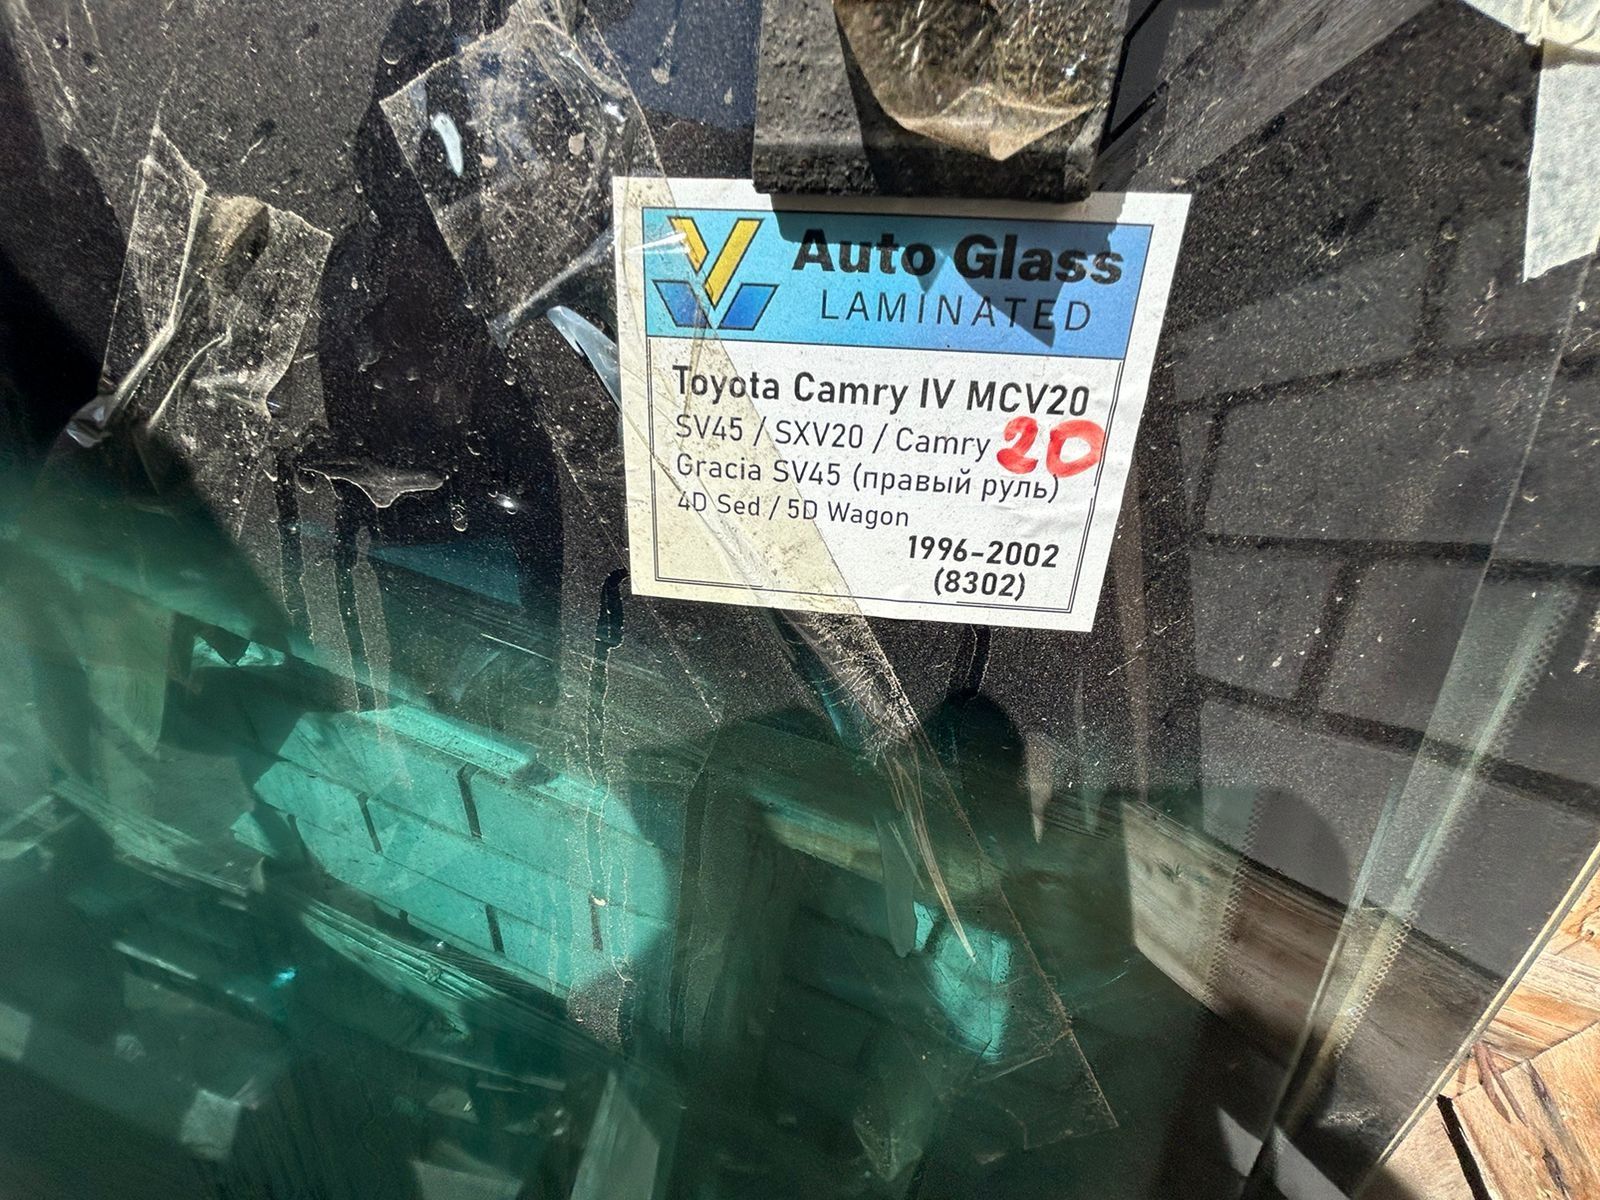 Auto Glass
LAMINATED
Toyota Camry IV MCV20
SV45 / SXV20 / Camry 20
Gracia SV45 (правый руль)
4D Sed / 5D Wagon
1996-2002
(8302)